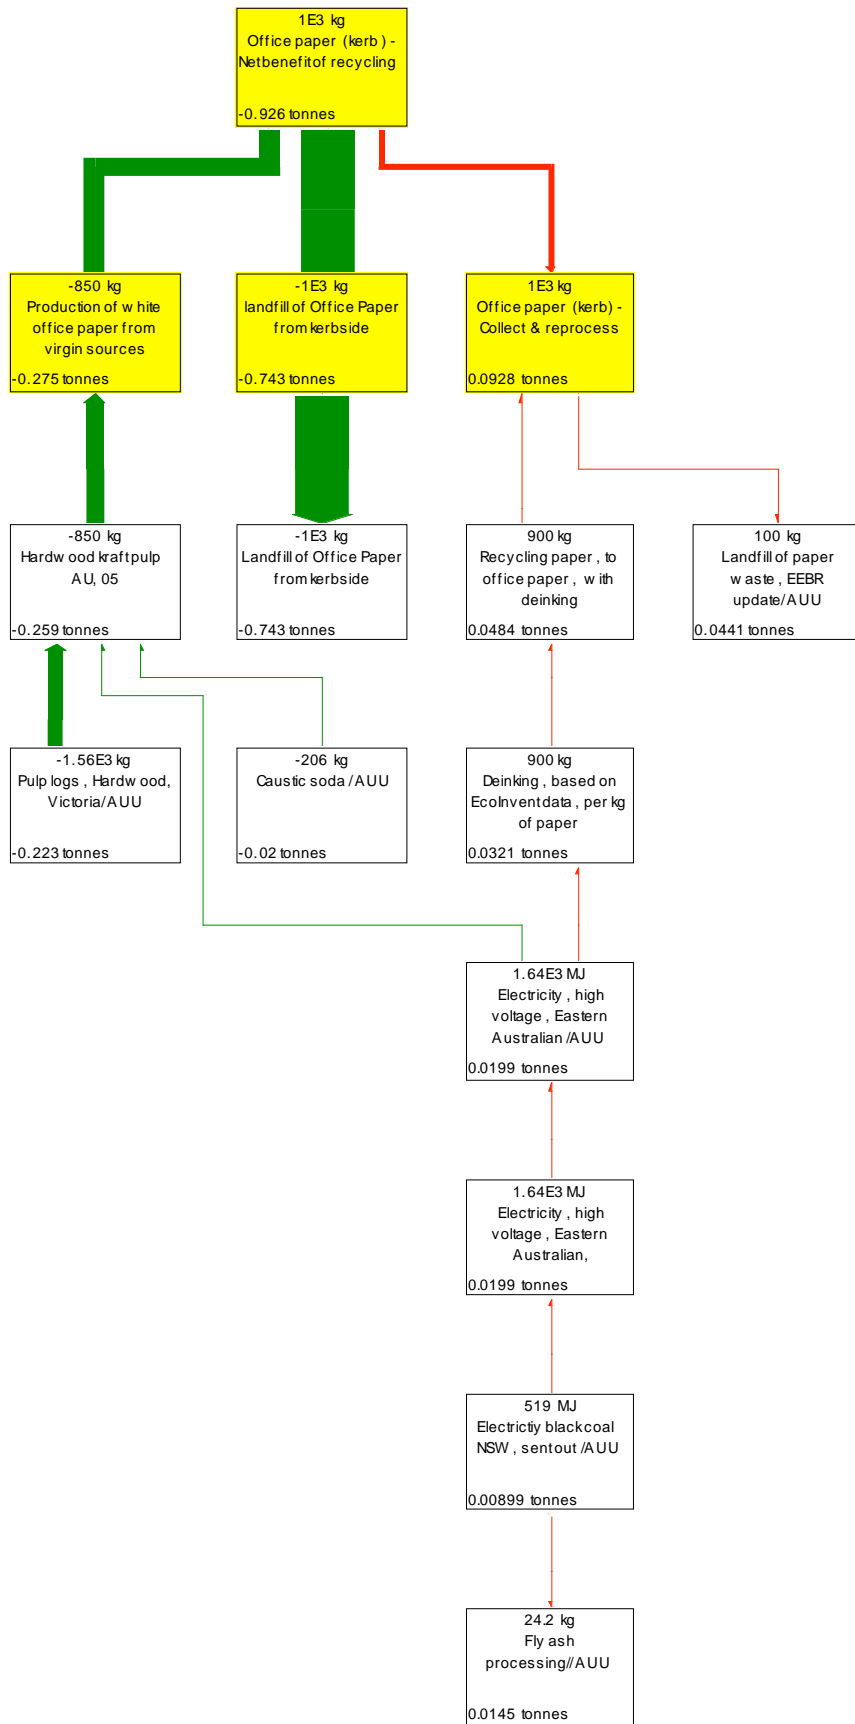 1E3 kg
Office paper (kerb) -
Net benefit of recycling
-0.926 tonnes
-850 kg
Production of white
office paper from
virgin sources
-0.275 tonnes
-1E3 kg
landfill of Office Paper
from kerbside
-0.743 tonnes
1E3 kg
Office paper (kerb) -
Collect & reprocess
0.0928 tonnes
-850 kg
Hardwood kraft pulp
AU, 05
-0.259 tonnes
-1E3 kg
Landfill of Office Paper
from kerbside
-0.743 tonnes
900 kg
Recycling paper, to
office paper, with
deinking
0.0484 tonnes
100 kg
Landfill of paper
waste, EEBR
update/AU U
0.0441 tonnes
-1.56E3 kg
Pulp logs, Hardwood,
Victoria/AU U
-0.223 tonnes
-206 kg
Caustic soda /AU U
-0.02 tonnes
900 kg
Deinking, based on
EcoInvent data, per kg
of paper
0.0321 tonnes
1.64E3 MJ
Electricity, high
voltage, Eastern
Australian/AU U
0.0199 tonnes
1.64E3 MJ
Electricity, high
voltage, Eastern
Australian,
0.0199 tonnes
519 MJ
Electrictiy black coal
NSW, sent out /AU U
0.00899 tonnes
24.2 kg
Fly ash
processing//AU U
0.0145 tonnes